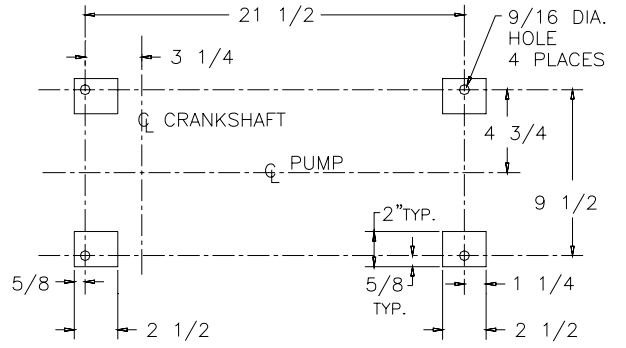 21 1/2
9/16 DIA.
HOLE
4 PLACES
3 1/4
℄ CRANKSHAFT
4 3/4
℄ PUMP
9 1/2
2" TYP.
5/8
5/8
TYP.
1 1/4
2 1/2
2 1/2